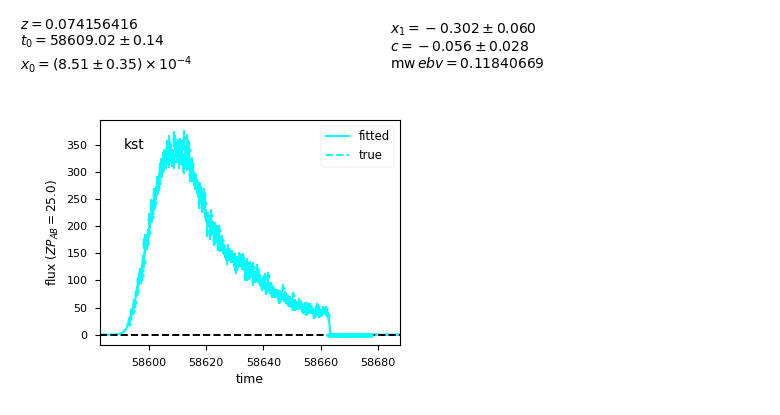 z = 0.074156416
t₀ = 58609.02 ± 0.14
x₀ = (8.51 ± 0.35) × 10⁻⁴
x₁ = −0.302 ± 0.060
c = −0.056 ± 0.028
mw ebv = 0.11840669
kst
fitted
true
350
300
250
200
150
100
50
0
flux (ZP_AB = 25.0)
58600 58620 58640 58660 58680
time